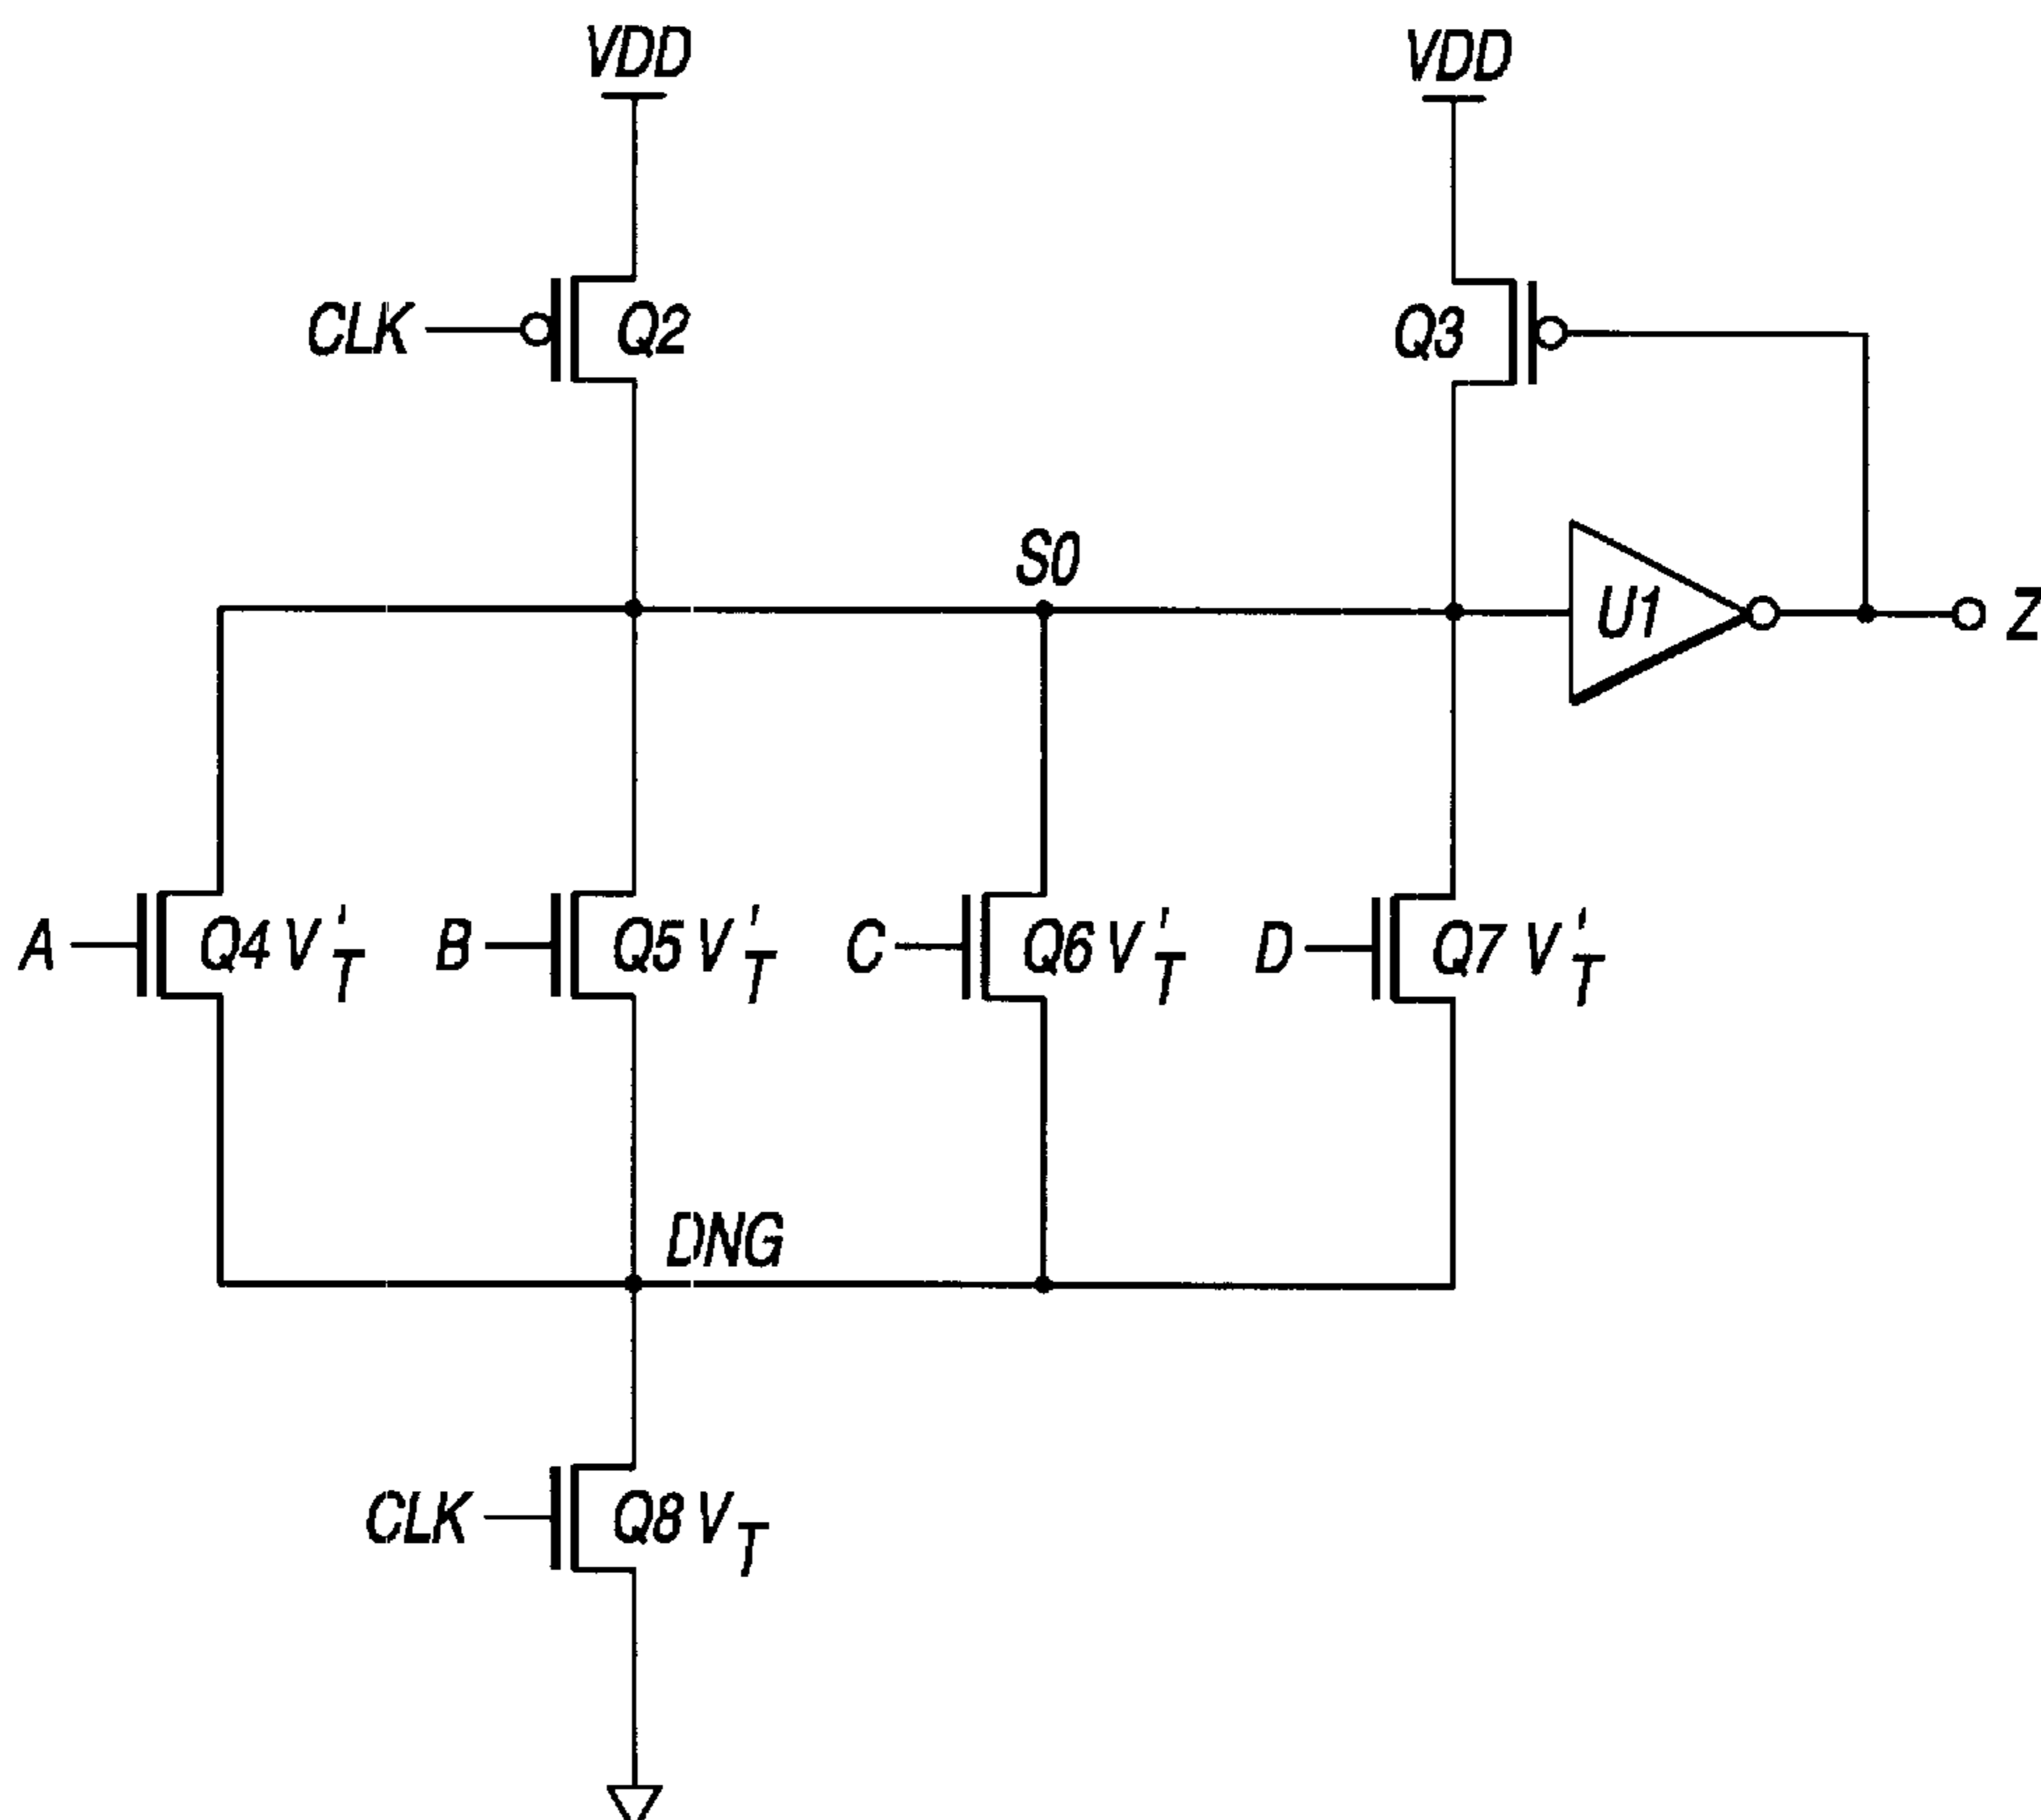 VDD
VDD
CLK
Q2
Q3
S0
U1
Z
A
Q4 V'T
B
Q5 V'T
C
Q6 V'T
D
Q7 V'T
DNG
CLK
Q8 VT